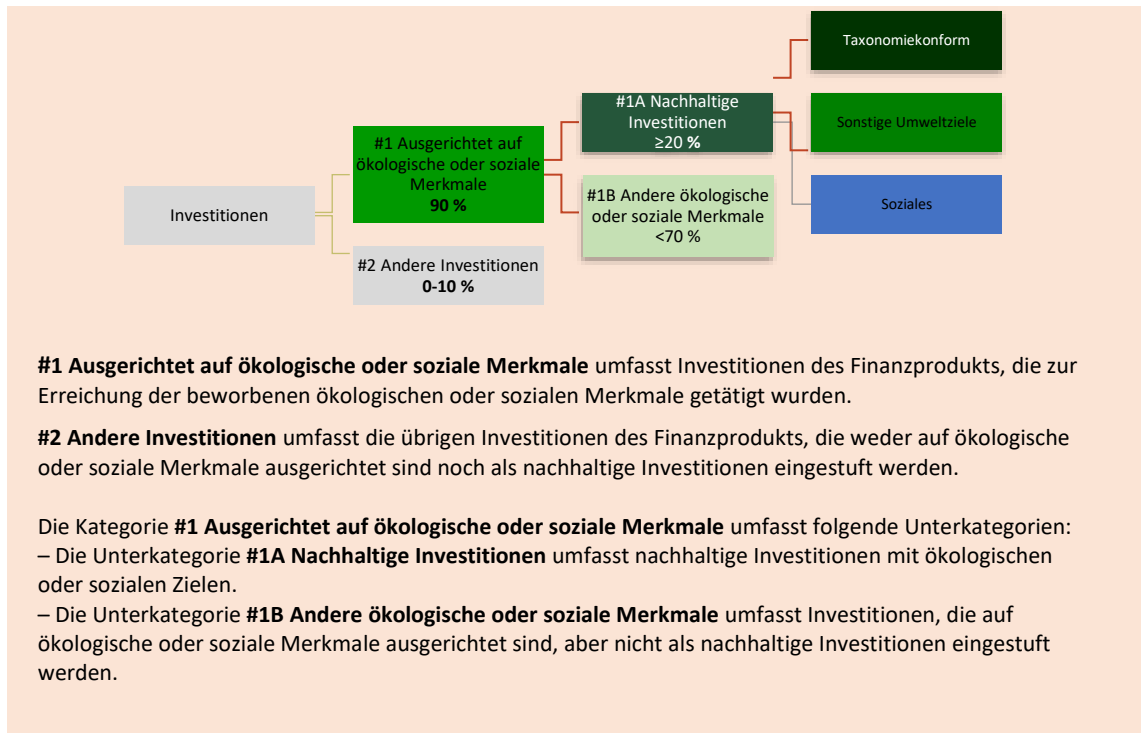 Taxonomiekonform
#1A Nachhaltige
Investitionen
≥20 %
Sonstige Umweltziele
#1 Ausgerichtet auf
ökologische oder soziale
Merkmale
90 %
#1B Andere ökologische
oder soziale Merkmale
<70 %
Soziales
Investitionen
#2 Andere Investitionen
0-10 %
#1 Ausgerichtet auf ökologische oder soziale Merkmale umfasst Investitionen des Finanzprodukts, die zur
Erreichung der beworbenen ökologischen oder sozialen Merkmale getätigt wurden.
#2 Andere Investitionen umfasst die übrigen Investitionen des Finanzprodukts, die weder auf ökologische
oder soziale Merkmale ausgerichtet sind noch als nachhaltige Investitionen eingestuft werden.
Die Kategorie #1 Ausgerichtet auf ökologische oder soziale Merkmale umfasst folgende Unterkategorien:
– Die Unterkategorie #1A Nachhaltige Investitionen umfasst nachhaltige Investitionen mit ökologischen
oder sozialen Zielen.
– Die Unterkategorie #1B Andere ökologische oder soziale Merkmale umfasst Investitionen, die auf
ökologische oder soziale Merkmale ausgerichtet sind, aber nicht als nachhaltige Investitionen eingestuft
werden.